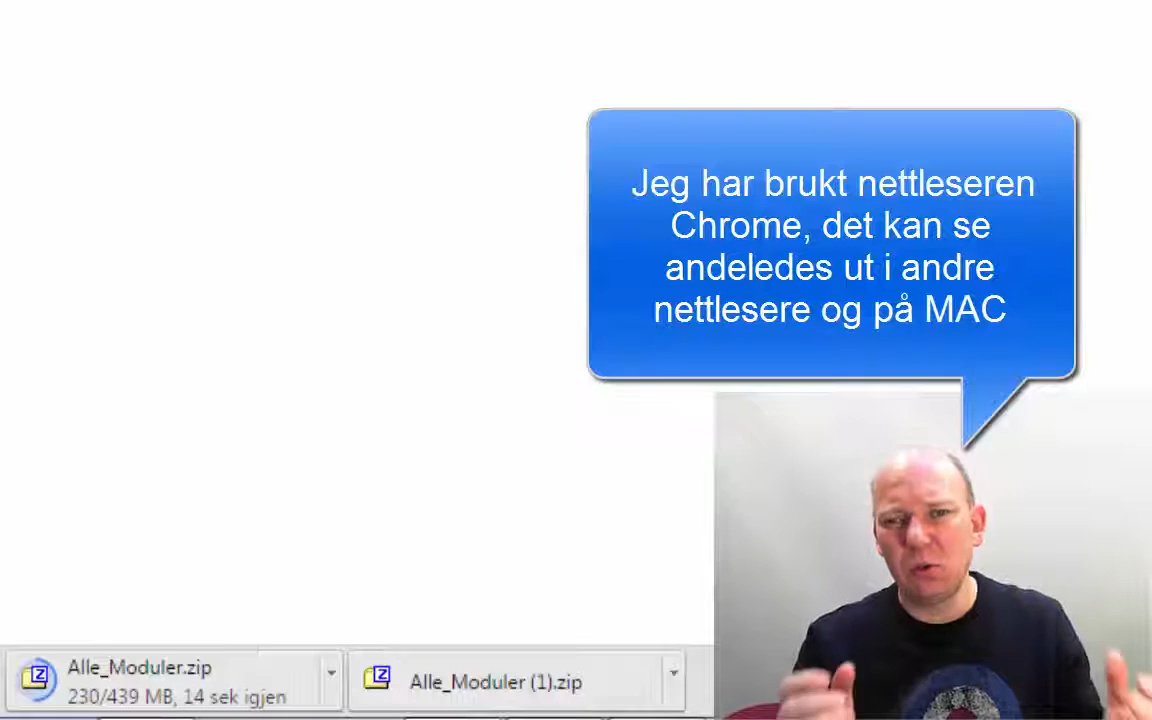 Jeg har brukt nettleseren
Chrome, det kan se
andeledes ut i andre
nettlesere og på MAC
Alle_Moduler.zip
230/439 MB, 14 sek igjen
Alle_Moduler (1).zip